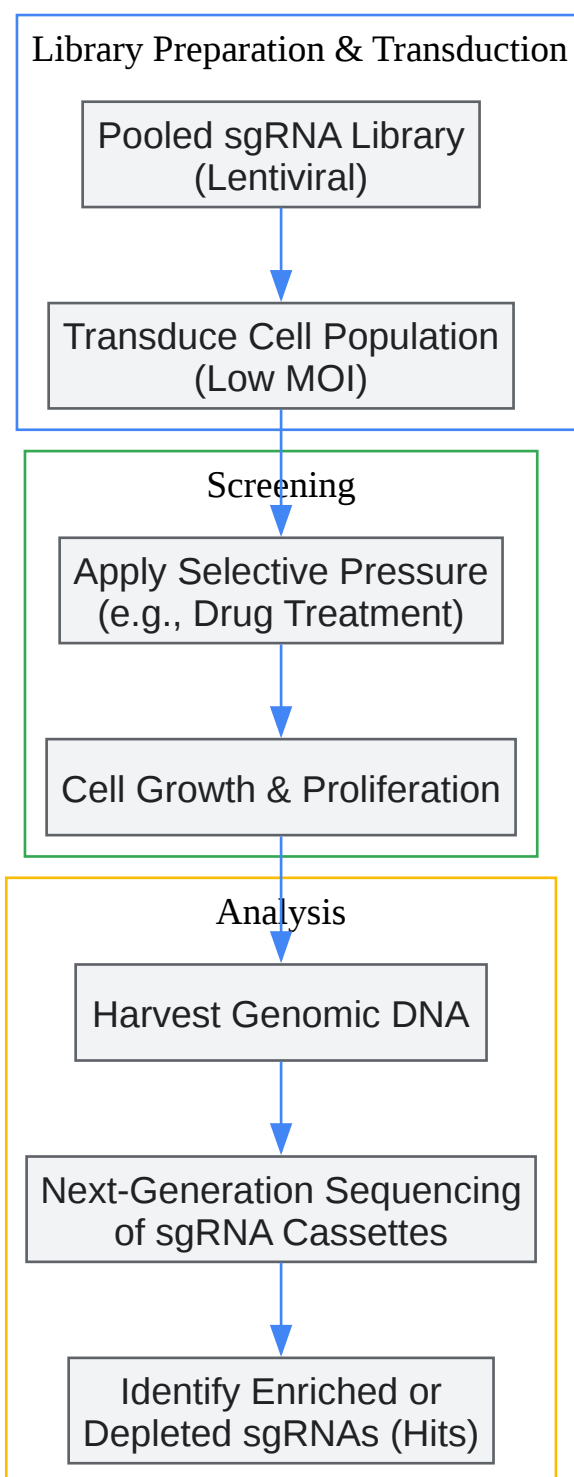 Library Preparation & Transduction
Pooled sgRNA Library
(Lentiviral)
Transduce Cell Population
(Low MOI)
Screening
Apply Selective Pressure
(e.g., Drug Treatment)
Cell Growth & Proliferation
Analysis
Harvest Genomic DNA
Next-Generation Sequencing
of sgRNA Cassettes
Identify Enriched or
Depleted sgRNAs (Hits)